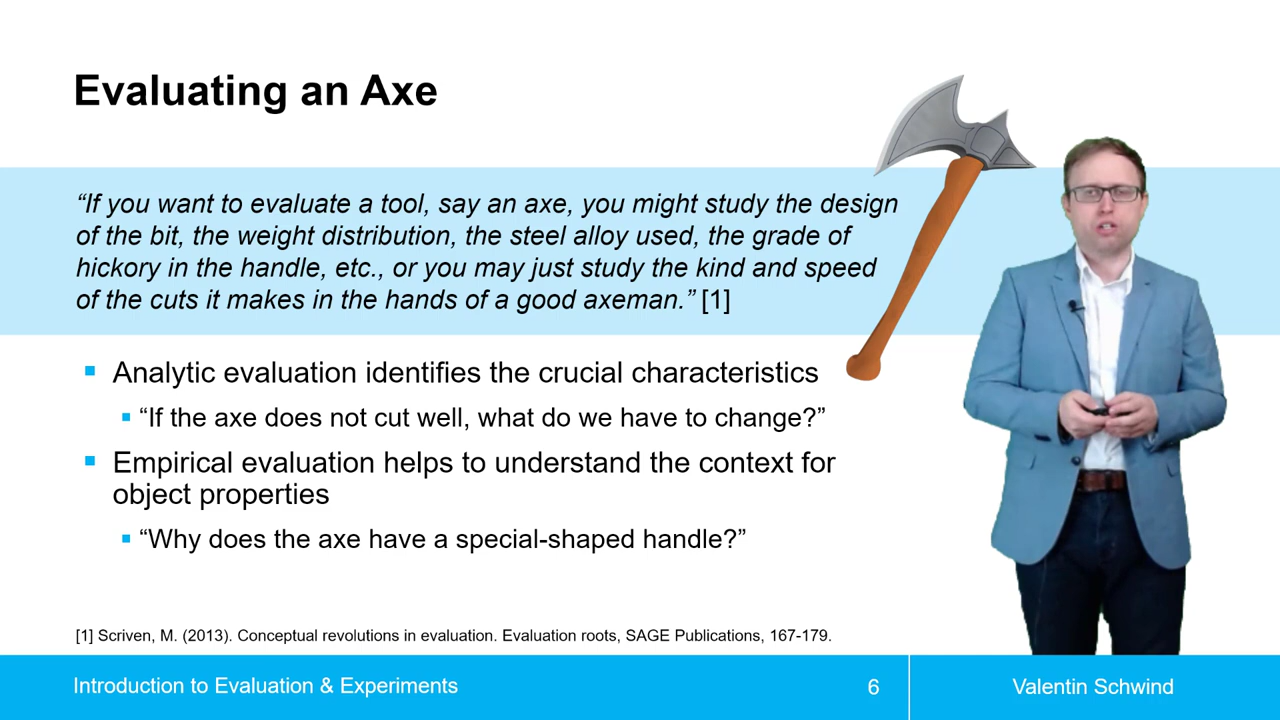 Evaluating an Axe
“If you want to evaluate a tool, say an axe, you might study the design
of the bit, the weight distribution, the steel alloy used, the grade of
hickory in the handle, etc., or you may just study the kind and speed
of the cuts it makes in the hands of a good axeman.” [1]
Analytic evaluation identifies the crucial characteristics
“If the axe does not cut well, what do we have to change?”
Empirical evaluation helps to understand the context for
object properties
“Why does the axe have a special-shaped handle?”
[1] Scriven, M. (2013). Conceptual revolutions in evaluation. Evaluation roots, SAGE Publications, 167-179.
Introduction to Evaluation & Experiments
6
Valentin Schwind